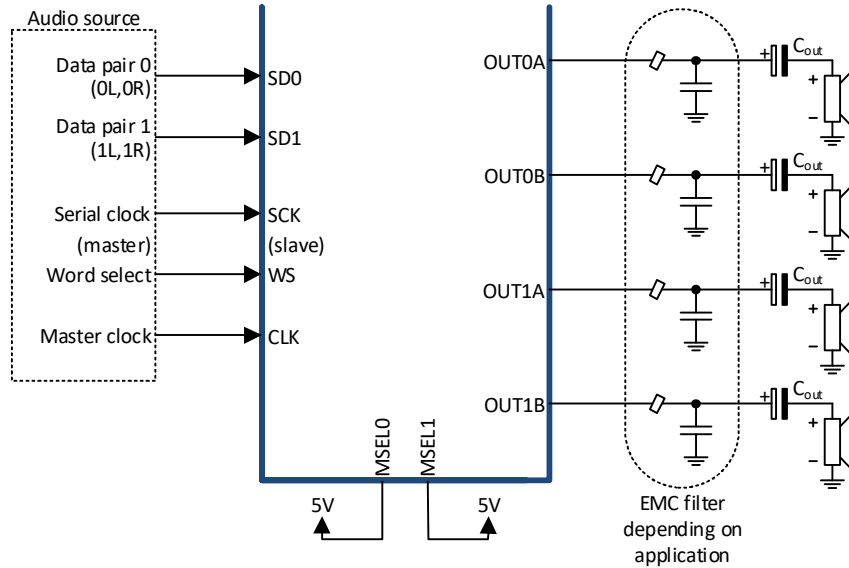 Audio source
Data pair 0
(0L,0R)
Data pair 1
(1L,1R)
Serial clock
(master)
Word select
Master clock
SD0
SD1
SCK
(slave)
WS
CLK
MSEL0
MSEL1
5V
5V
OUT0A
OUT0B
OUT1A
OUT1B
+
Cout
+
–
+
Cout
+
–
+
Cout
+
–
+
Cout
+
–
EMC filter
depending on
application